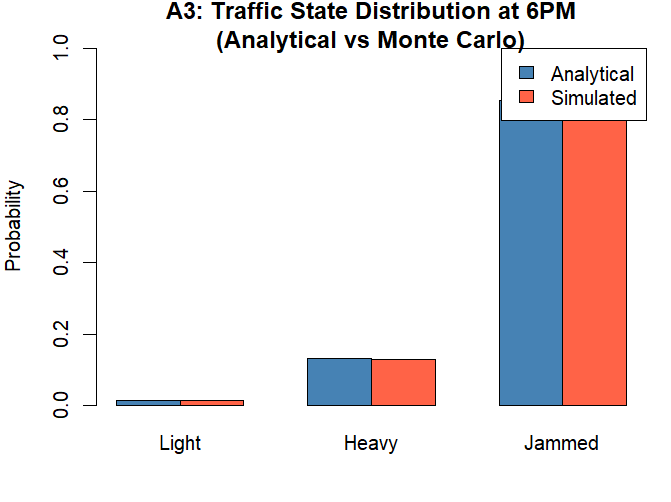 A3: Traffic State Distribution at 6PM
(Analytical vs Monte Carlo)
Analytical
Simulated
Probability
1.0
0.8
0.6
0.4
0.2
0.0
Light
Heavy
Jammed